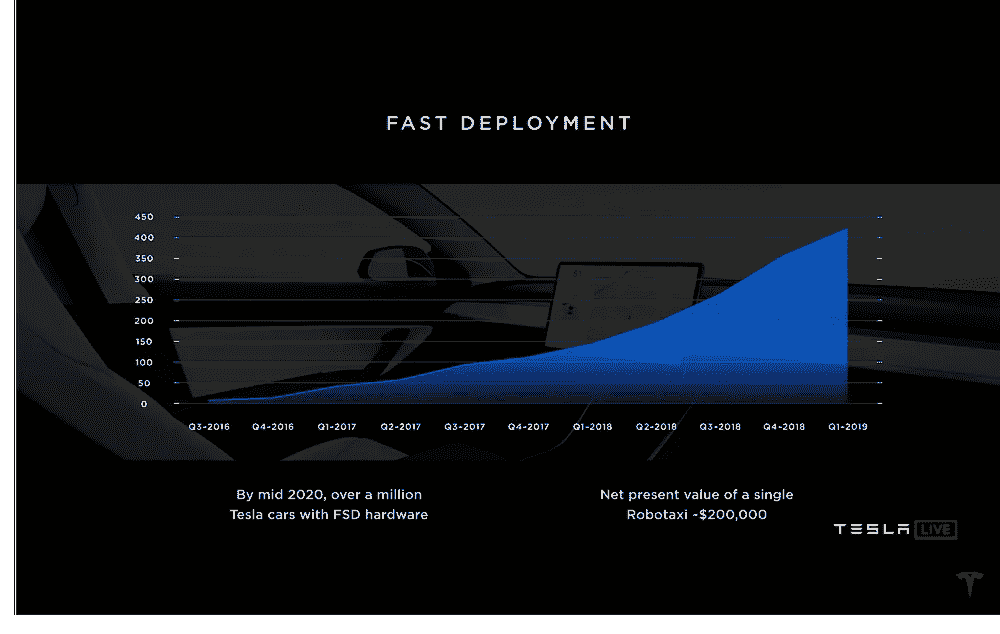 FAST DEPLOYMENT
450
400
350
300
250
200
150
100
50
0
Q3-2016
Q4-2016
Q1-2017
Q2-2017
Q3-2017
Q4-2017
Q1-2018
Q2-2018
Q3-2018
Q4-2018
Q1-2019
By mid 2020, over a million
Tesla cars with FSD hardware
Net present value of a single
Robotaxi ~$200,000
TESLA LIVE